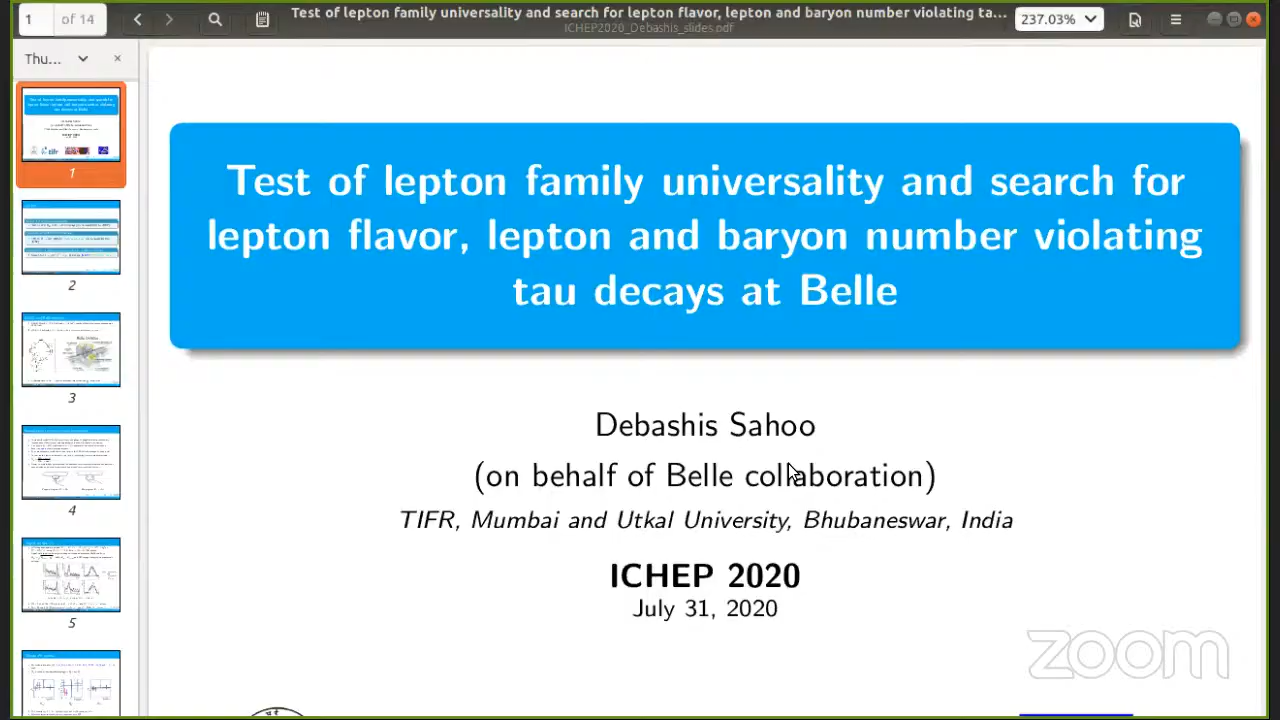 1 of 14
Test of lepton family universality and search for lepton flavor, lepton and baryon number violating ta...
ICHEP2020_Debashis_slides.pdf
237.03%
Thu...
1
2
3
4
5
Test of lepton family universality and search for
lepton flavor, lepton and baryon number violating
tau decays at Belle
Debashis Sahoo
(on behalf of Belle collaboration)
TIFR, Mumbai and Utkal University, Bhubaneswar, India
ICHEP 2020
July 31, 2020
zoom